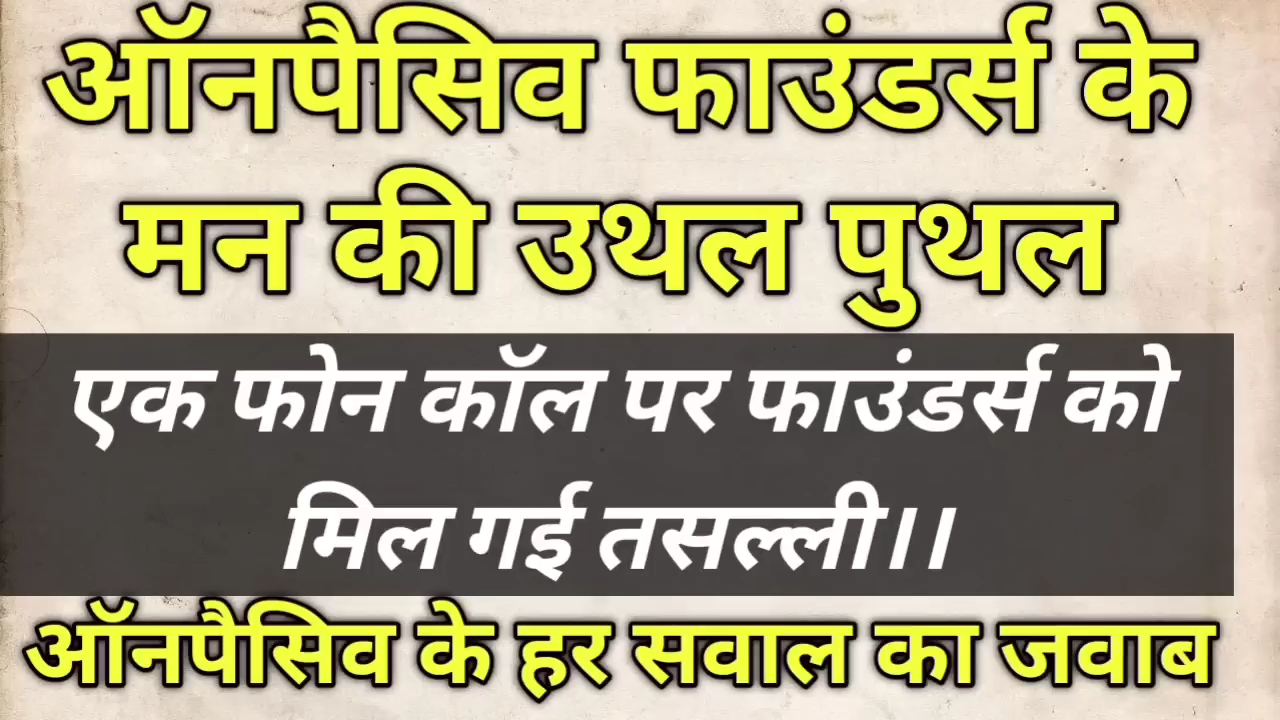 ऑनपैसिव फाउंडर्स के
मन की उथल पुथल
एक फोन कॉल पर फाउंडर्स को
मिल गई तसल्ली।।
ऑनपैसिव के हर सवाल का जवाब